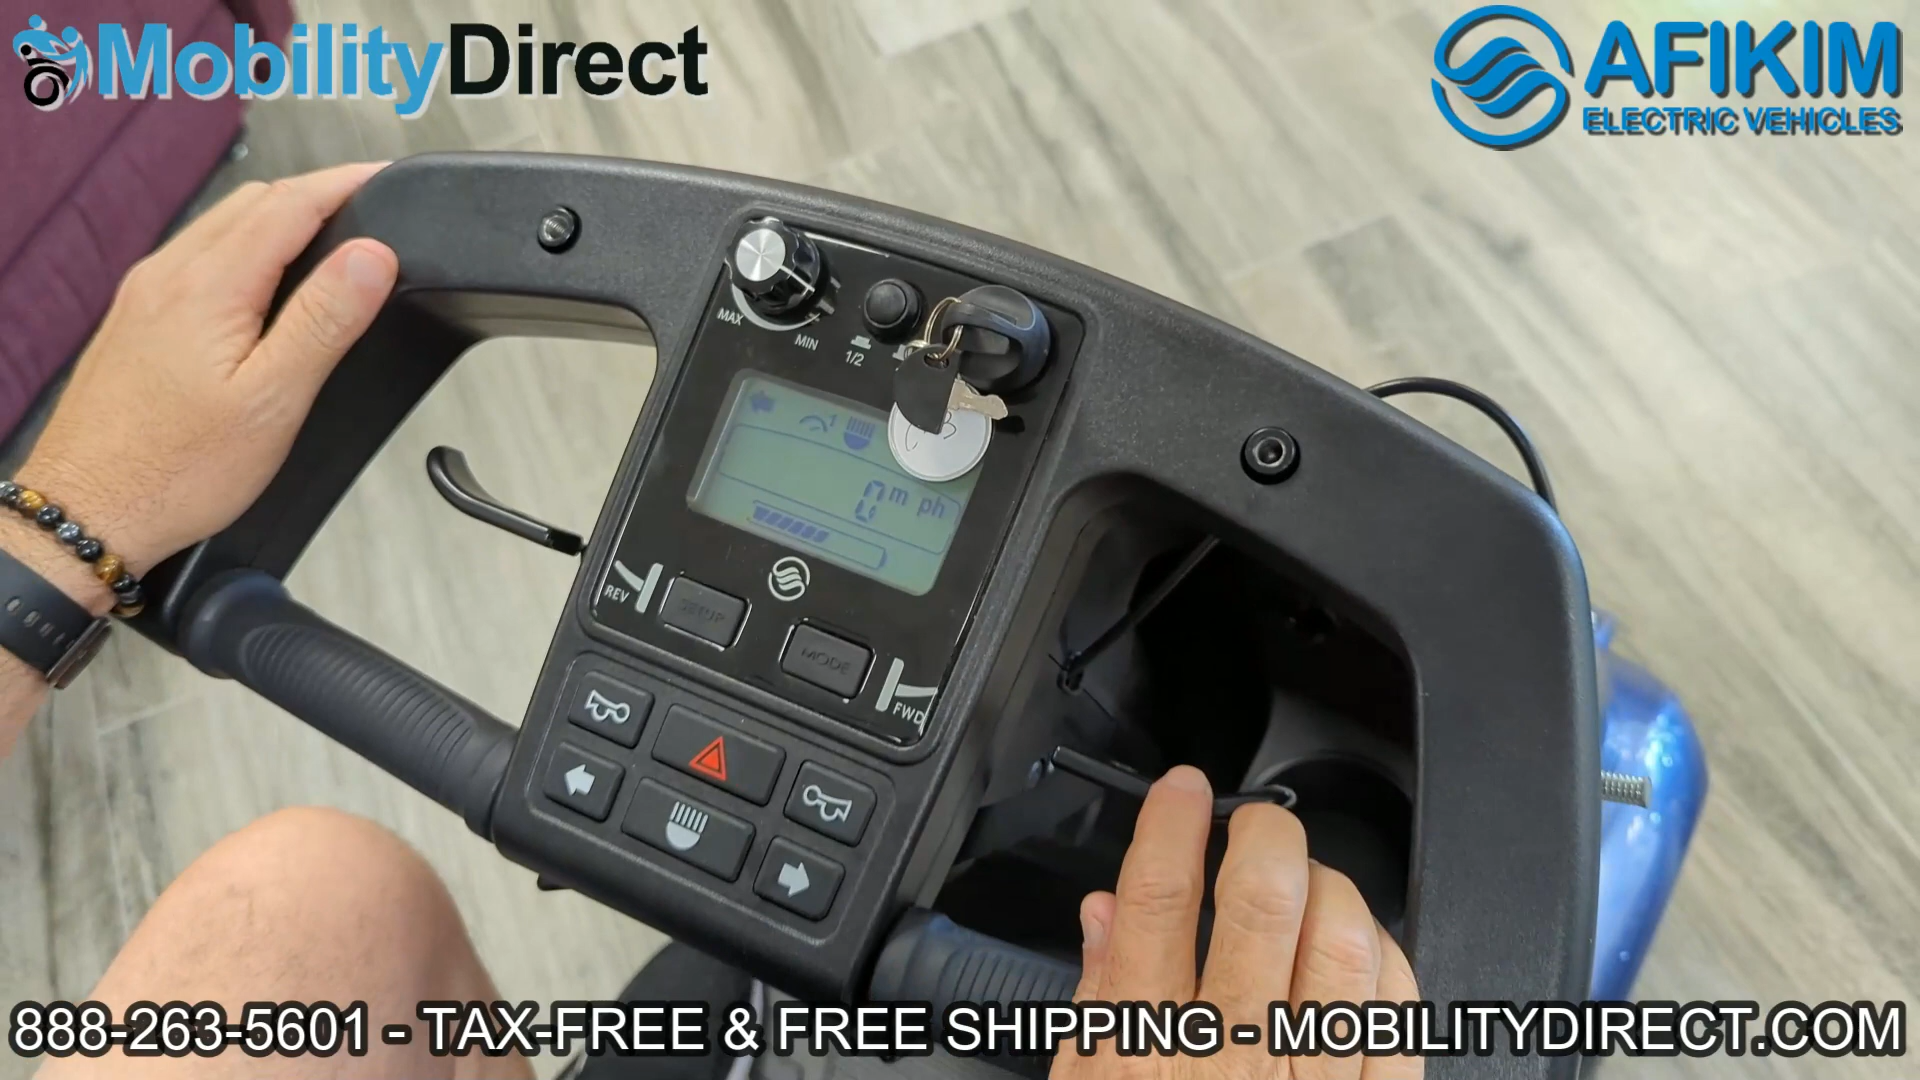 MobilityDirect
AFIKIM
ELECTRIC VEHICLES
MAX
MIN
1/2
1
0 m ph
REV
SETUP
MODE
FWD
888-263-5601 - TAX-FREE & FREE SHIPPING - MOBILITYDIRECT.COM